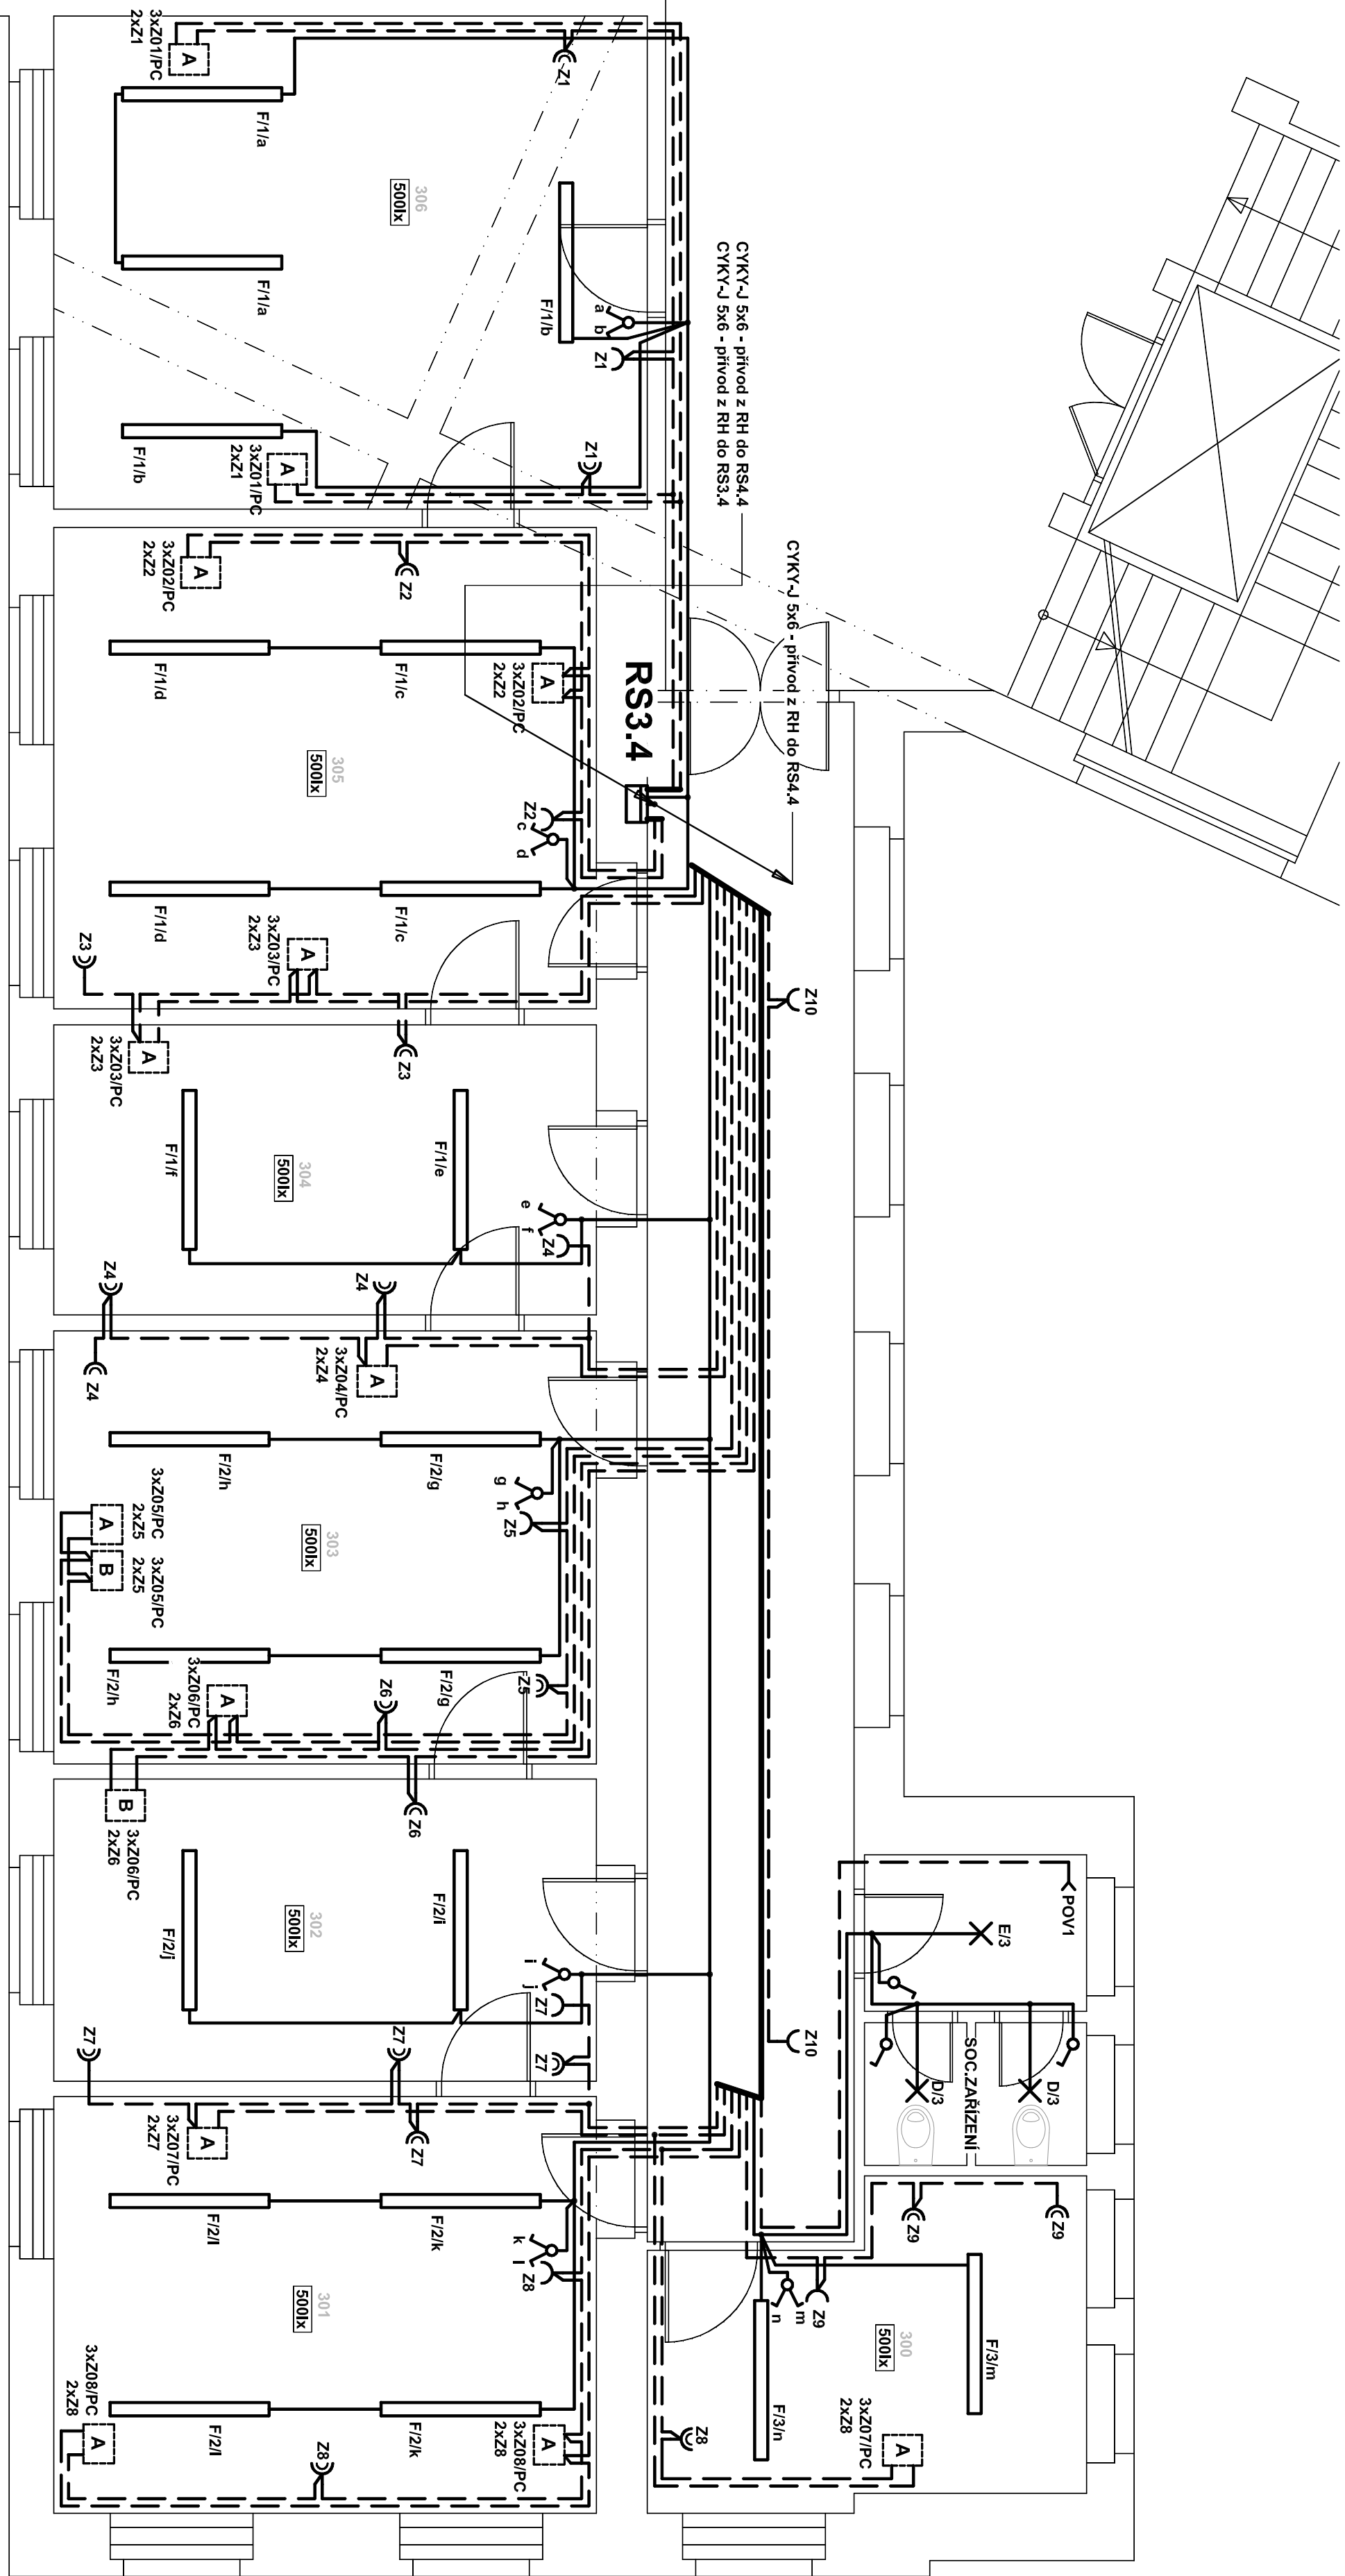 CYKY-J 5x6 - přívod z RH do RS4.4
CYKY-J 5x6 - přívod z RH do RS3.4
CYKY-J 5x6 - přívod z RH do RS4.4
RS3.4
3xZ01/PC
2xZ1
A
Z1
F/1/a
F/1/a
306
500lx
F/1/b
a
b
Z1
F/1/b
A
3xZ01/PC
2xZ1
Z1
A
3xZ02/PC
2xZ2
Z2
F/1/d
F/1/c
A
3xZ02/PC
2xZ2
305
500lx
Z2
c
d
F/1/d
F/1/c
A
3xZ03/PC
2xZ3
Z3
Z3
A
3xZ03/PC
2xZ3
F/1/f
F/1/e
304
500lx
e
f
Z4
Z4
Z4
Z4
A
3xZ04/PC
2xZ4
F/2/h
F/2/g
g
h
Z5
303
500lx
3xZ05/PC
2xZ5
A
3xZ05/PC
2xZ5
B
F/2/h
F/2/g
Z5
3xZ06/PC
2xZ6
A
Z6
Z6
B
3xZ06/PC
2xZ6
F/2/j
F/2/i
302
500lx
i
j
Z7
Z7
Z7
Z7
Z7
A
3xZ07/PC
2xZ7
F/2/l
F/2/k
k
l
Z8
301
500lx
F/2/l
F/2/k
3xZ08/PC
2xZ8
A
Z8
A
3xZ08/PC
2xZ8
Z10
Z10
POV1
E/3
D/3
D/3
SOC.ZAŘÍZENÍ
Z9
Z9
Z9
m
n
300
500lx
F/3/m
F/3/n
3xZ07/PC
2xZ8
A
Z8